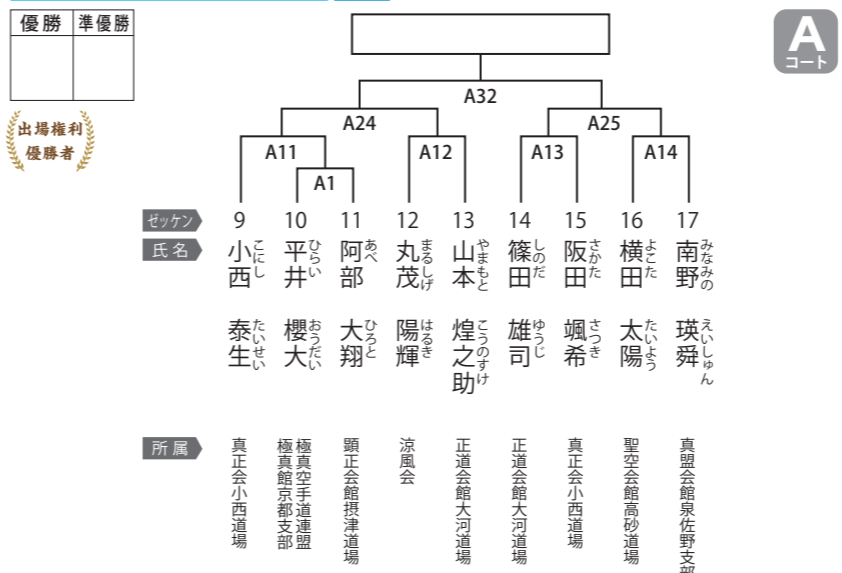 優勝 準優勝
出場権利
優勝者
A
コート
A32
A24 A25
A11 A12 A13 A14
A1
ゼッケン 9 10 11 12 13 14 15 16 17
氏名
小西 泰生
こにし たいせい
平井 櫻大
ひらい おうだい
阿部 大翔
あべ ひろと
丸茂 陽輝
まるしげ はるき
山本 煌之助
やまもと こうのすけ
篠田 雄司
しのだ ゆうじ
阪田 颯希
さかた さつき
横田 太陽
よこた たいよう
南野 瑛舜
みなみの えいしゅん
所属
真正会小西道場
極真空手道連盟
極真館京都支部
顕正会館摂津道場
涼風会
正道会館大河道場
正道会館大河道場
真正会小西道場
聖空会館高砂道場
真盟会館泉佐野支部